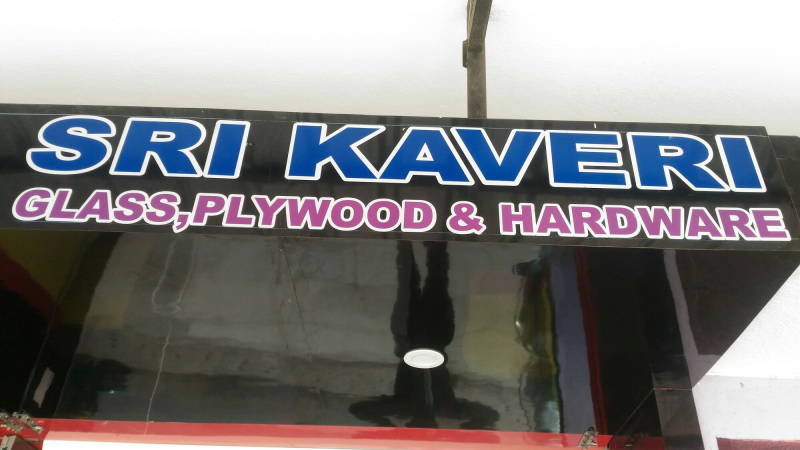 SRI KAVERI
GLASS,PLYWOOD & HARDWARE